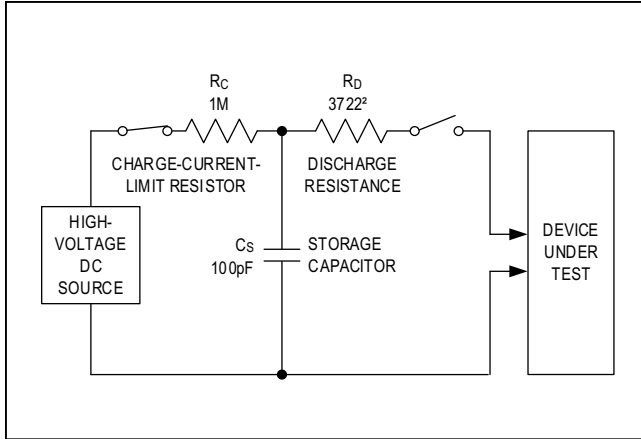 RC
1M
RD
3722²
CHARGE-CURRENT-
LIMIT RESISTOR
DISCHARGE
RESISTANCE
HIGH-
VOLTAGE
DC
SOURCE
CS
100pF
STORAGE
CAPACITOR
DEVICE
UNDER
TEST